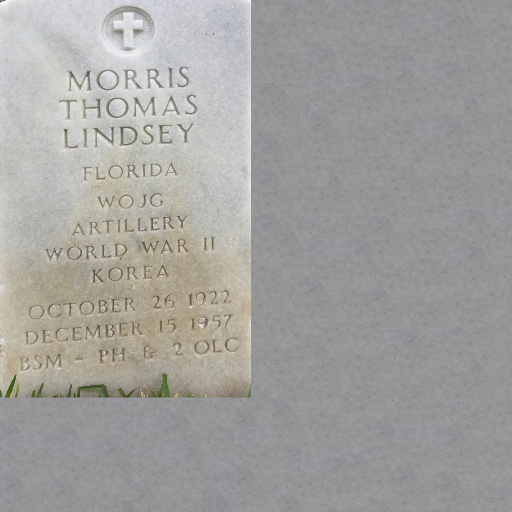 MORRIS
THOMAS
LINDSEY
FLORIDA
WOJG
ARTILLERY
WORLD WAR II
KOREA
OCTOBER 26 1922
DECEMBER 15 1957
BSM - PH & 2 OLC